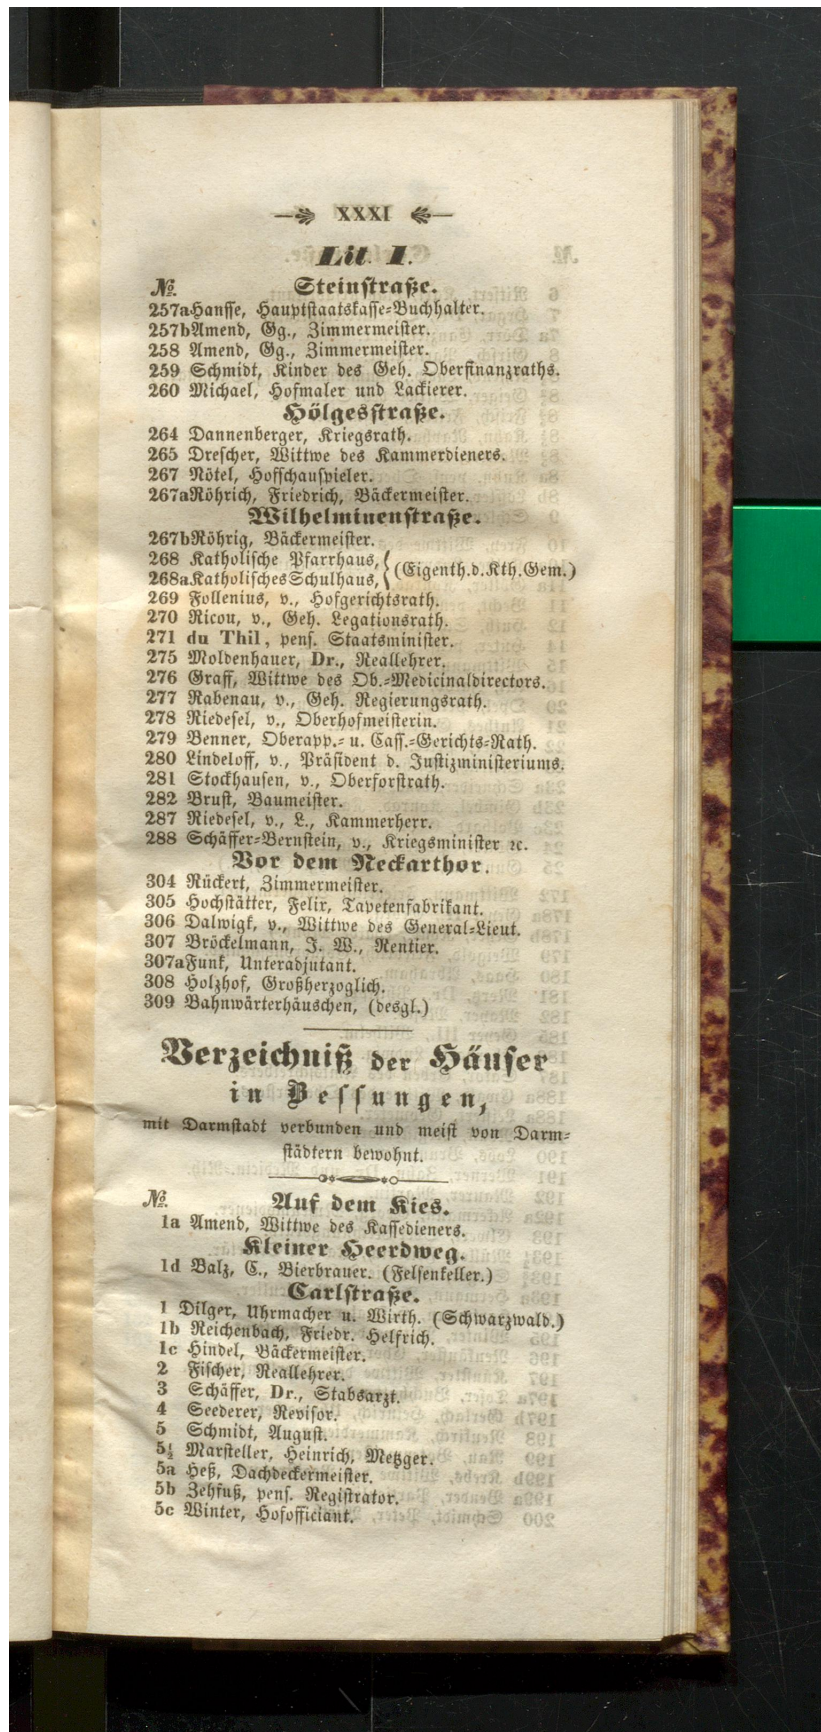 XXXI
Lit. I.
№. Steinstraße.
257a Hansse, Hauptstaatskasse-Buchhalter.
257b Amend, Gg., Zimmermeister.
258 Amend, Gg., Zimmermeister.
259 Schmidt, Kinder des Geh. Oberfinanzraths.
260 Michael, Hofmaler und Lackierer.
Hölgesstraße.
264 Dannenberger, Kriegsrath.
265 Drescher, Wittwe des Kammerdieners.
267 Nötel, Hofschauspieler.
267a Röhrich, Friedrich, Bäckermeister.
Wilhelminenstraße.
267b Röhrig, Bäckermeister.
268 Katholische Pfarrhaus, { (Eigenth.d.Kth.Gem.)
268a Katholisches Schulhaus,
269 Follenius, v., Hofgerichtsrath.
270 Ricou, v., Geh. Legationsrath.
271 du Thil, pens. Staatsminister.
275 Moldenhauer, Dr., Reallehrer.
276 Graff, Wittwe des Ob.-Medicinaldirectors.
277 Rabenau, v., Geh. Regierungsrath.
278 Riedesel, v., Oberhofmeisterin.
279 Benner, Oberapp.- u. Cass.-Gerichts-Rath.
280 Lindeloff, v., Präsident d. Justizministeriums.
281 Stockhausen, v., Oberforstrath.
282 Brust, Baumeister.
287 Riedesel, v., L., Kammerherr.
288 Schäffer-Bernstein, v., Kriegsminister ꝛc.
Vor dem Neckarthor.
304 Rückert, Zimmermeister.
305 Hochstätter, Felix, Tapetenfabrikant.
306 Dalwigk, v., Wittwe des General-Lieut.
307 Bröckelmann, J. W., Rentier.
307a Funk, Unteradjutant.
308 Holzhof, Großherzoglich.
309 Bahnwärterhäuschen, (desgl.)
Verzeichniß der Häuser
in Bessungen,
mit Darmstadt verbunden und meist von Darm-
städtern bewohnt.
№. Auf dem Kies.
1a Amend, Wittwe des Kassedieners.
Kleiner Heerdweg.
1d Balz, C., Bierbrauer. (Felsenkeller.)
Carlstraße.
1 Dilger, Uhrmacher u. Wirth. (Schwarzwald.)
1b Reichenbach, Friedr. Helfrich.
1c Hindel, Bäckermeister.
2 Fischer, Reallehrer.
3 Schäffer, Dr., Stabsarzt.
4 Seederer, Revisor.
5 Schmidt, August.
5½ Marsteller, Heinrich, Metzger.
5a Heß, Dachdeckermeister.
5b Zehfuß, pens. Registrator.
5c Winter, Hofofficiant.